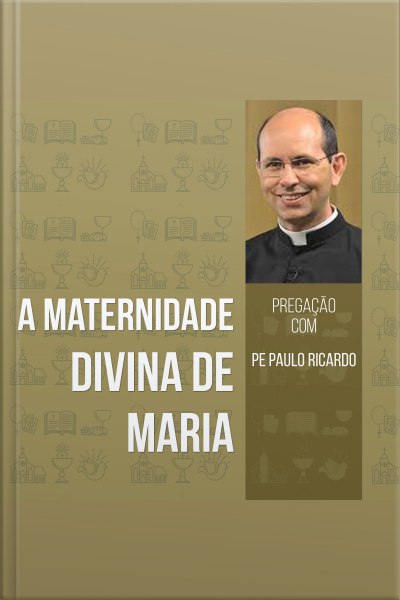 A MATERNIDADE
DIVINA DE
MARIA
PREGAÇÃO
COM
PE PAULO RICARDO